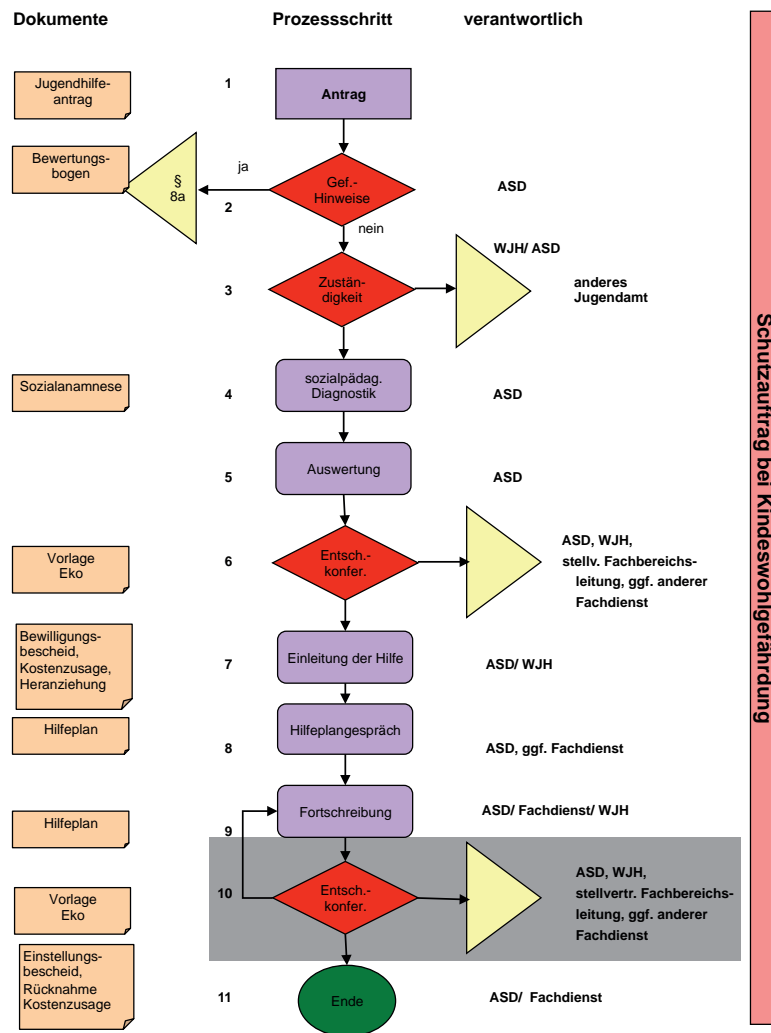 Dokumente
Prozessschritt
verantwortlich
Jugendhilfe-
antrag
1
Antrag
Bewertungs-
bogen
§
8a
ja
2
Gef.-
Hinweise
ASD
nein
WJH/ ASD
3
Zustän-
digkeit
anderes
Jugendamt
Sozialanamnese
4
sozialpädag.
Diagnostik
ASD
5
Auswertung
ASD
Vorlage
Eko
6
Entsch.-
konfer.
ASD, WJH,
stellv. Fachbereichs-
leitung, ggf. anderer
Fachdienst
Bewilligungs-
bescheid,
Kostenzusage,
Heranziehung
7
Einleitung der Hilfe
ASD/ WJH
Hilfeplan
8
Hilfeplangespräch
ASD, ggf. Fachdienst
Hilfeplan
9
Fortschreibung
ASD/ Fachdienst/ WJH
Vorlage
Eko
10
Entsch.-
konfer.
ASD, WJH,
stellvertr. Fachbereichs-
leitung, ggf. anderer
Fachdienst
Einstellungs-
bescheid,
Rücknahme
Kostenzusage
11
Ende
ASD/ Fachdienst
Schutzauftrag bei Kindeswohlgefährdung